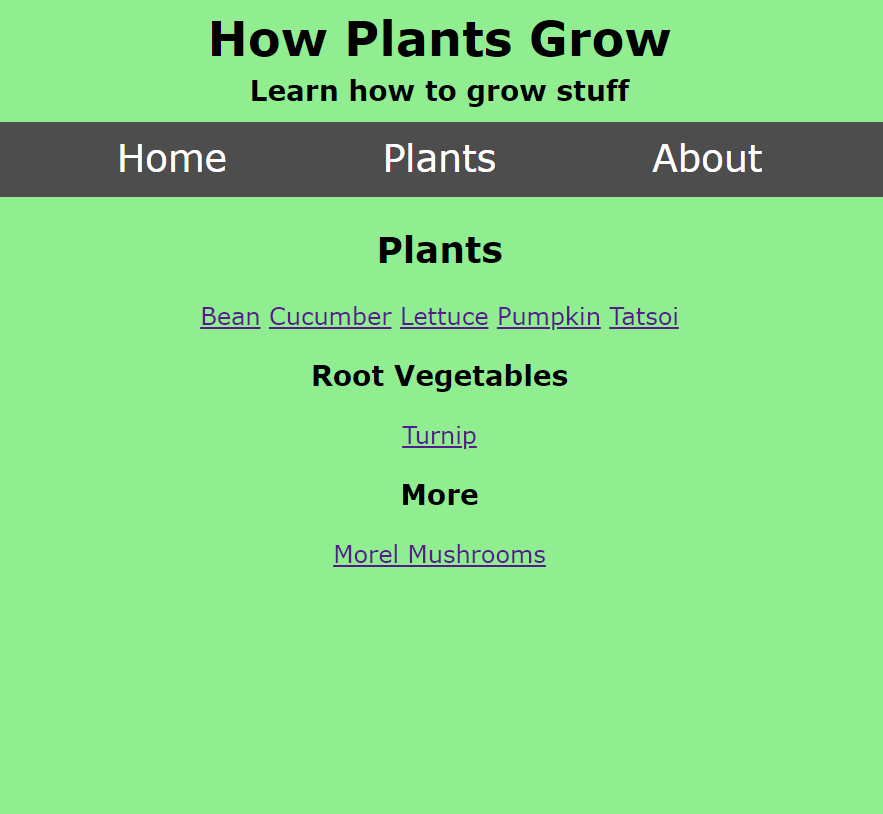 How Plants Grow
Learn how to grow stuff
Home Plants About
Plants
Bean Cucumber Lettuce Pumpkin Tatsoi
Root Vegetables
Turnip
More
Morel Mushrooms